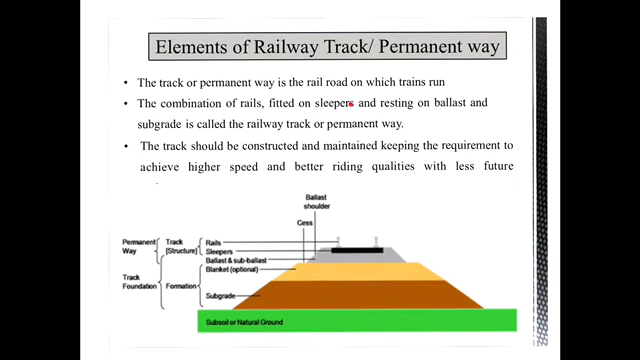 Elements of Railway Track/ Permanent way
• The track or permanent way is the rail road on which trains run
• The combination of rails, fitted on sleepers and resting on ballast and
subgrade is called the railway track or permanent way.
• The track should be constructed and maintained keeping the requirement to
achieve higher speed and better riding qualities with less future
Ballast
shoulder
Cess
Permanent
Way
Track
[Structure]
Rails
Sleepers
Ballast & sub-ballast
Blanket (optional)
Track
Foundation
Formation
Subgrade
Subsoil or Natural Ground